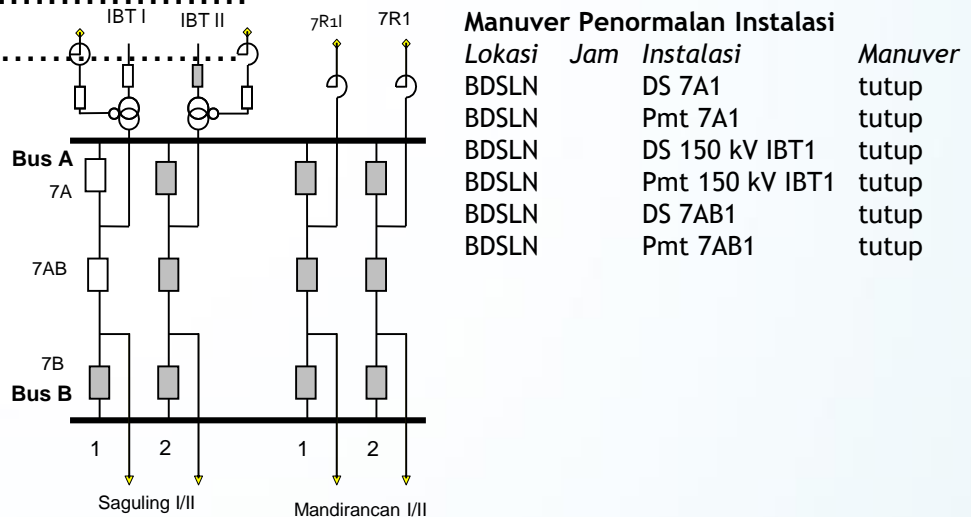 IBT I IBT II 7R1I 7R1
Bus A
7A
7AB
7B
Bus B
1 2 1 2
Saguling I/II
Mandirancan I/II
Manuver Penormalan Instalasi
Lokasi Jam Instalasi Manuver
BDSLN DS 7A1 tutup
BDSLN Pmt 7A1 tutup
BDSLN DS 150 kV IBT1 tutup
BDSLN Pmt 150 kV IBT1 tutup
BDSLN DS 7AB1 tutup
BDSLN Pmt 7AB1 tutup